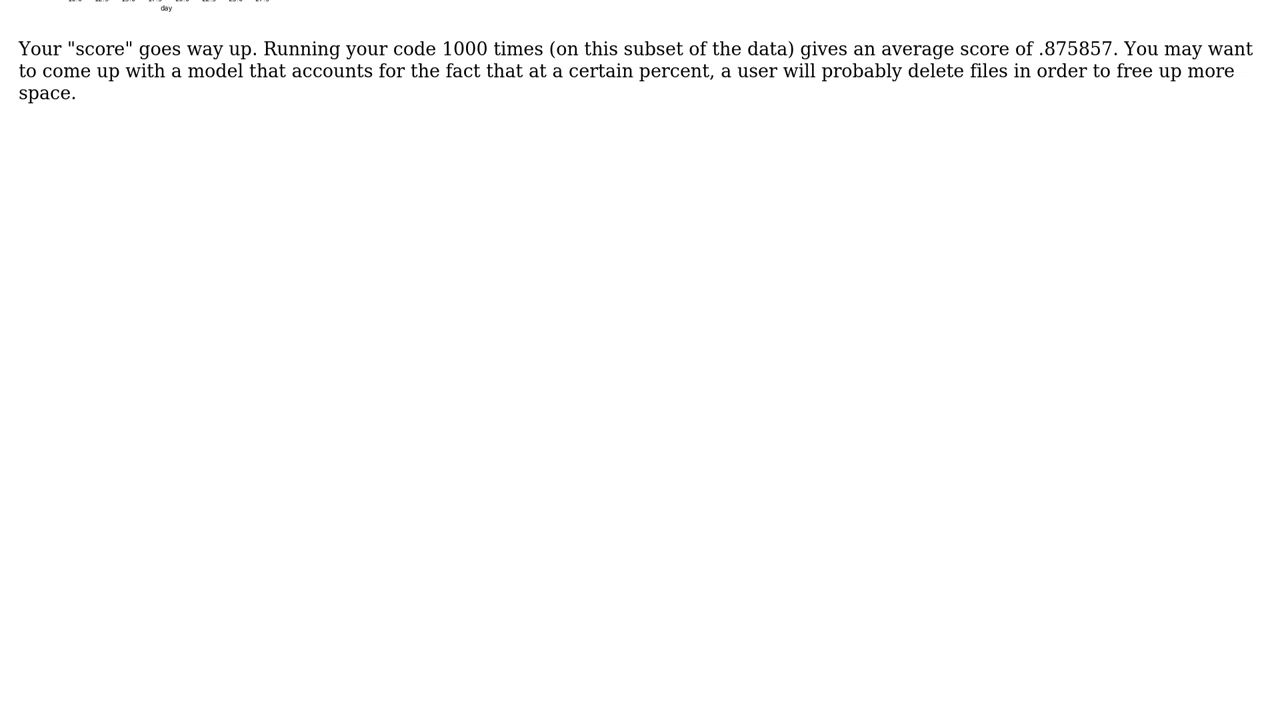 day
Your "score" goes way up. Running your code 1000 times (on this subset of the data) gives an average score of .875857. You may want
to come up with a model that accounts for the fact that at a certain percent, a user will probably delete files in order to free up more
space.